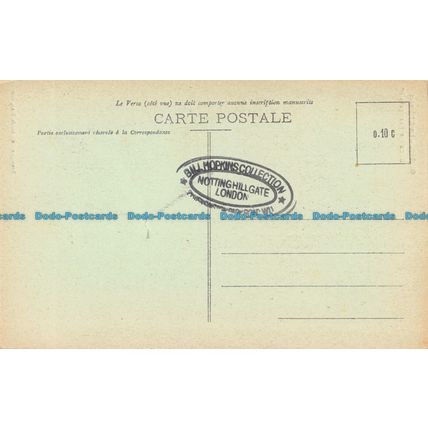 Le Verso (côté vue) ne doit comporter aucune inscription manuscrite
CARTE POSTALE
Partie exclusivement réservée à la Correspondance
0.10 c
BILL HOPKINS COLLECTION
NOTTING HILL GATE
LONDON
W11
Dodo-Postcards Dodo-Postcards Dodo-Postcards Dodo-Postcards Dodo-Postcards